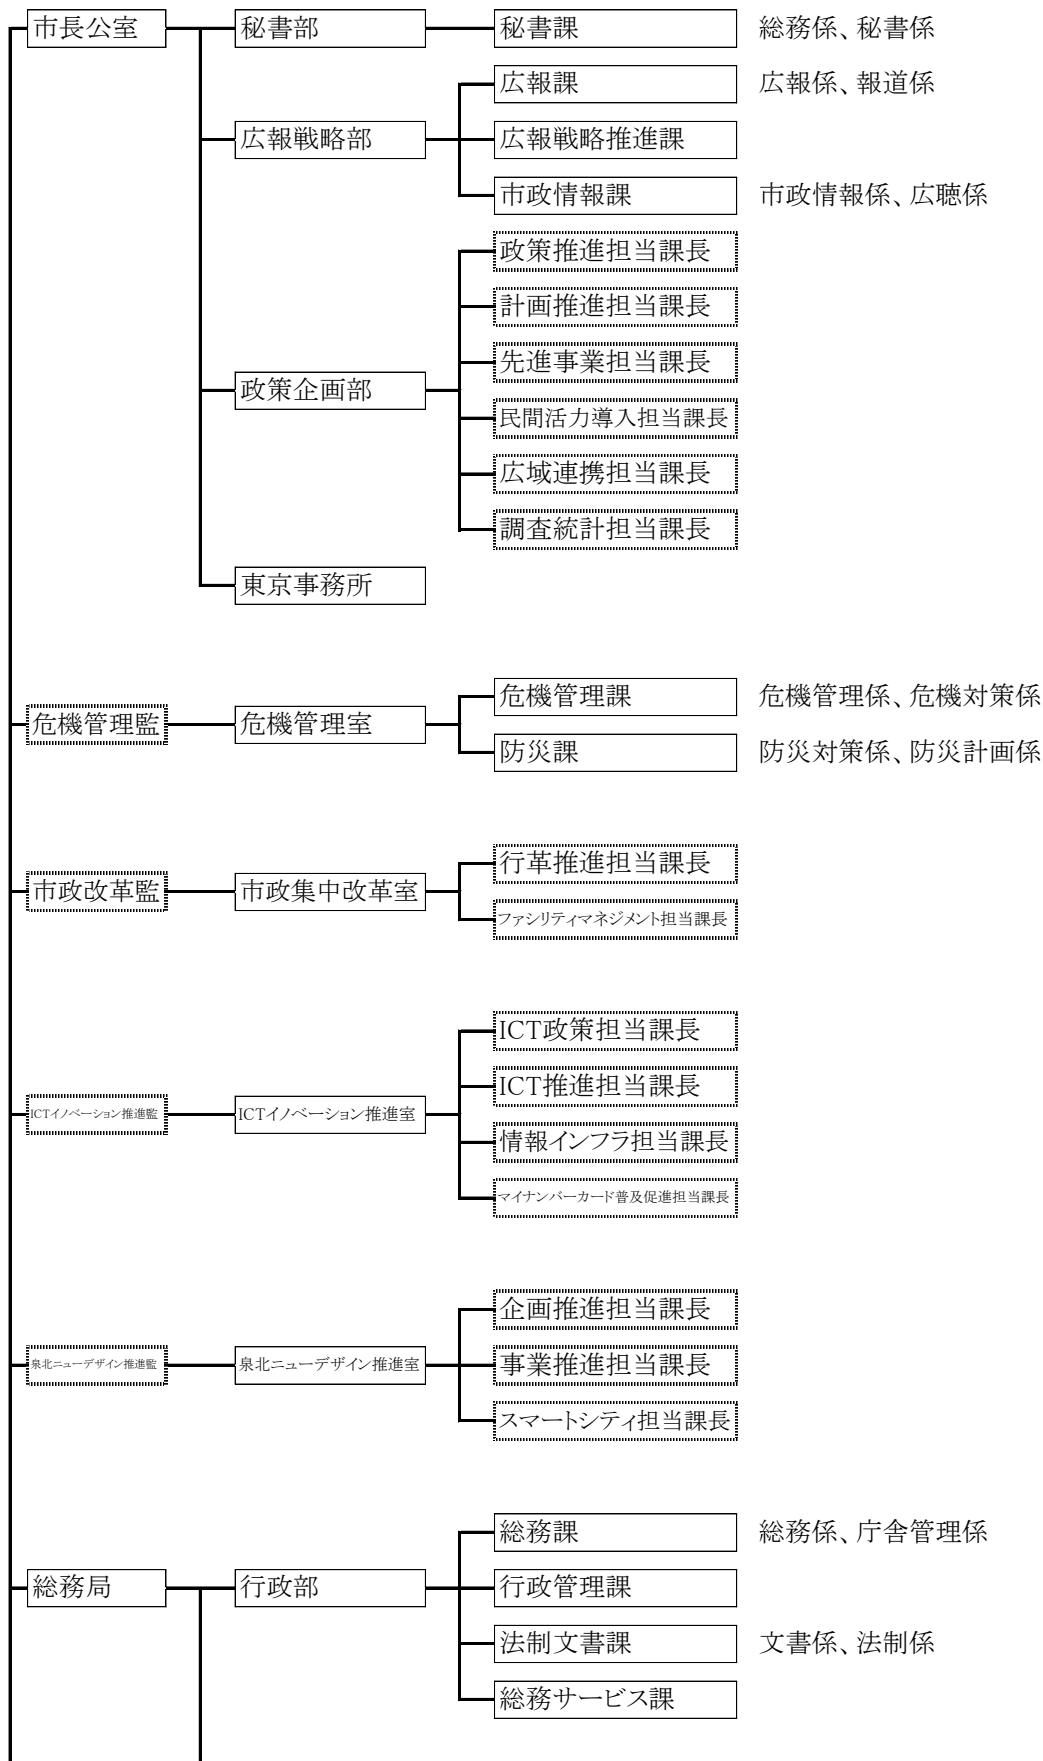 市長公室 秘書部 秘書課 総務係、秘書係
広報課 広報係、報道係
広報戦略部 広報戦略推進課
市政情報課 市政情報係、広聴係
政策推進担当課長
計画推進担当課長
先進事業担当課長
政策企画部
民間活力導入担当課長
広域連携担当課長
調査統計担当課長
東京事務所
危機管理課 危機管理係、危機対策係
危機管理監 危機管理室
防災課 防災対策係、防災計画係
行革推進担当課長
市政改革監 市政集中改革室
ファシリティマネジメント担当課長
ICT政策担当課長
ICT推進担当課長
ICTイノベーション推進監 ICTイノベーション推進室
情報インフラ担当課長
マイナンバーカード普及促進担当課長
企画推進担当課長
泉北ニューデザイン推進監 泉北ニューデザイン推進室 事業推進担当課長
スマートシティ担当課長
総務課 総務係、庁舎管理係
総務局 行政部 行政管理課
法制文書課 文書係、法制係
総務サービス課